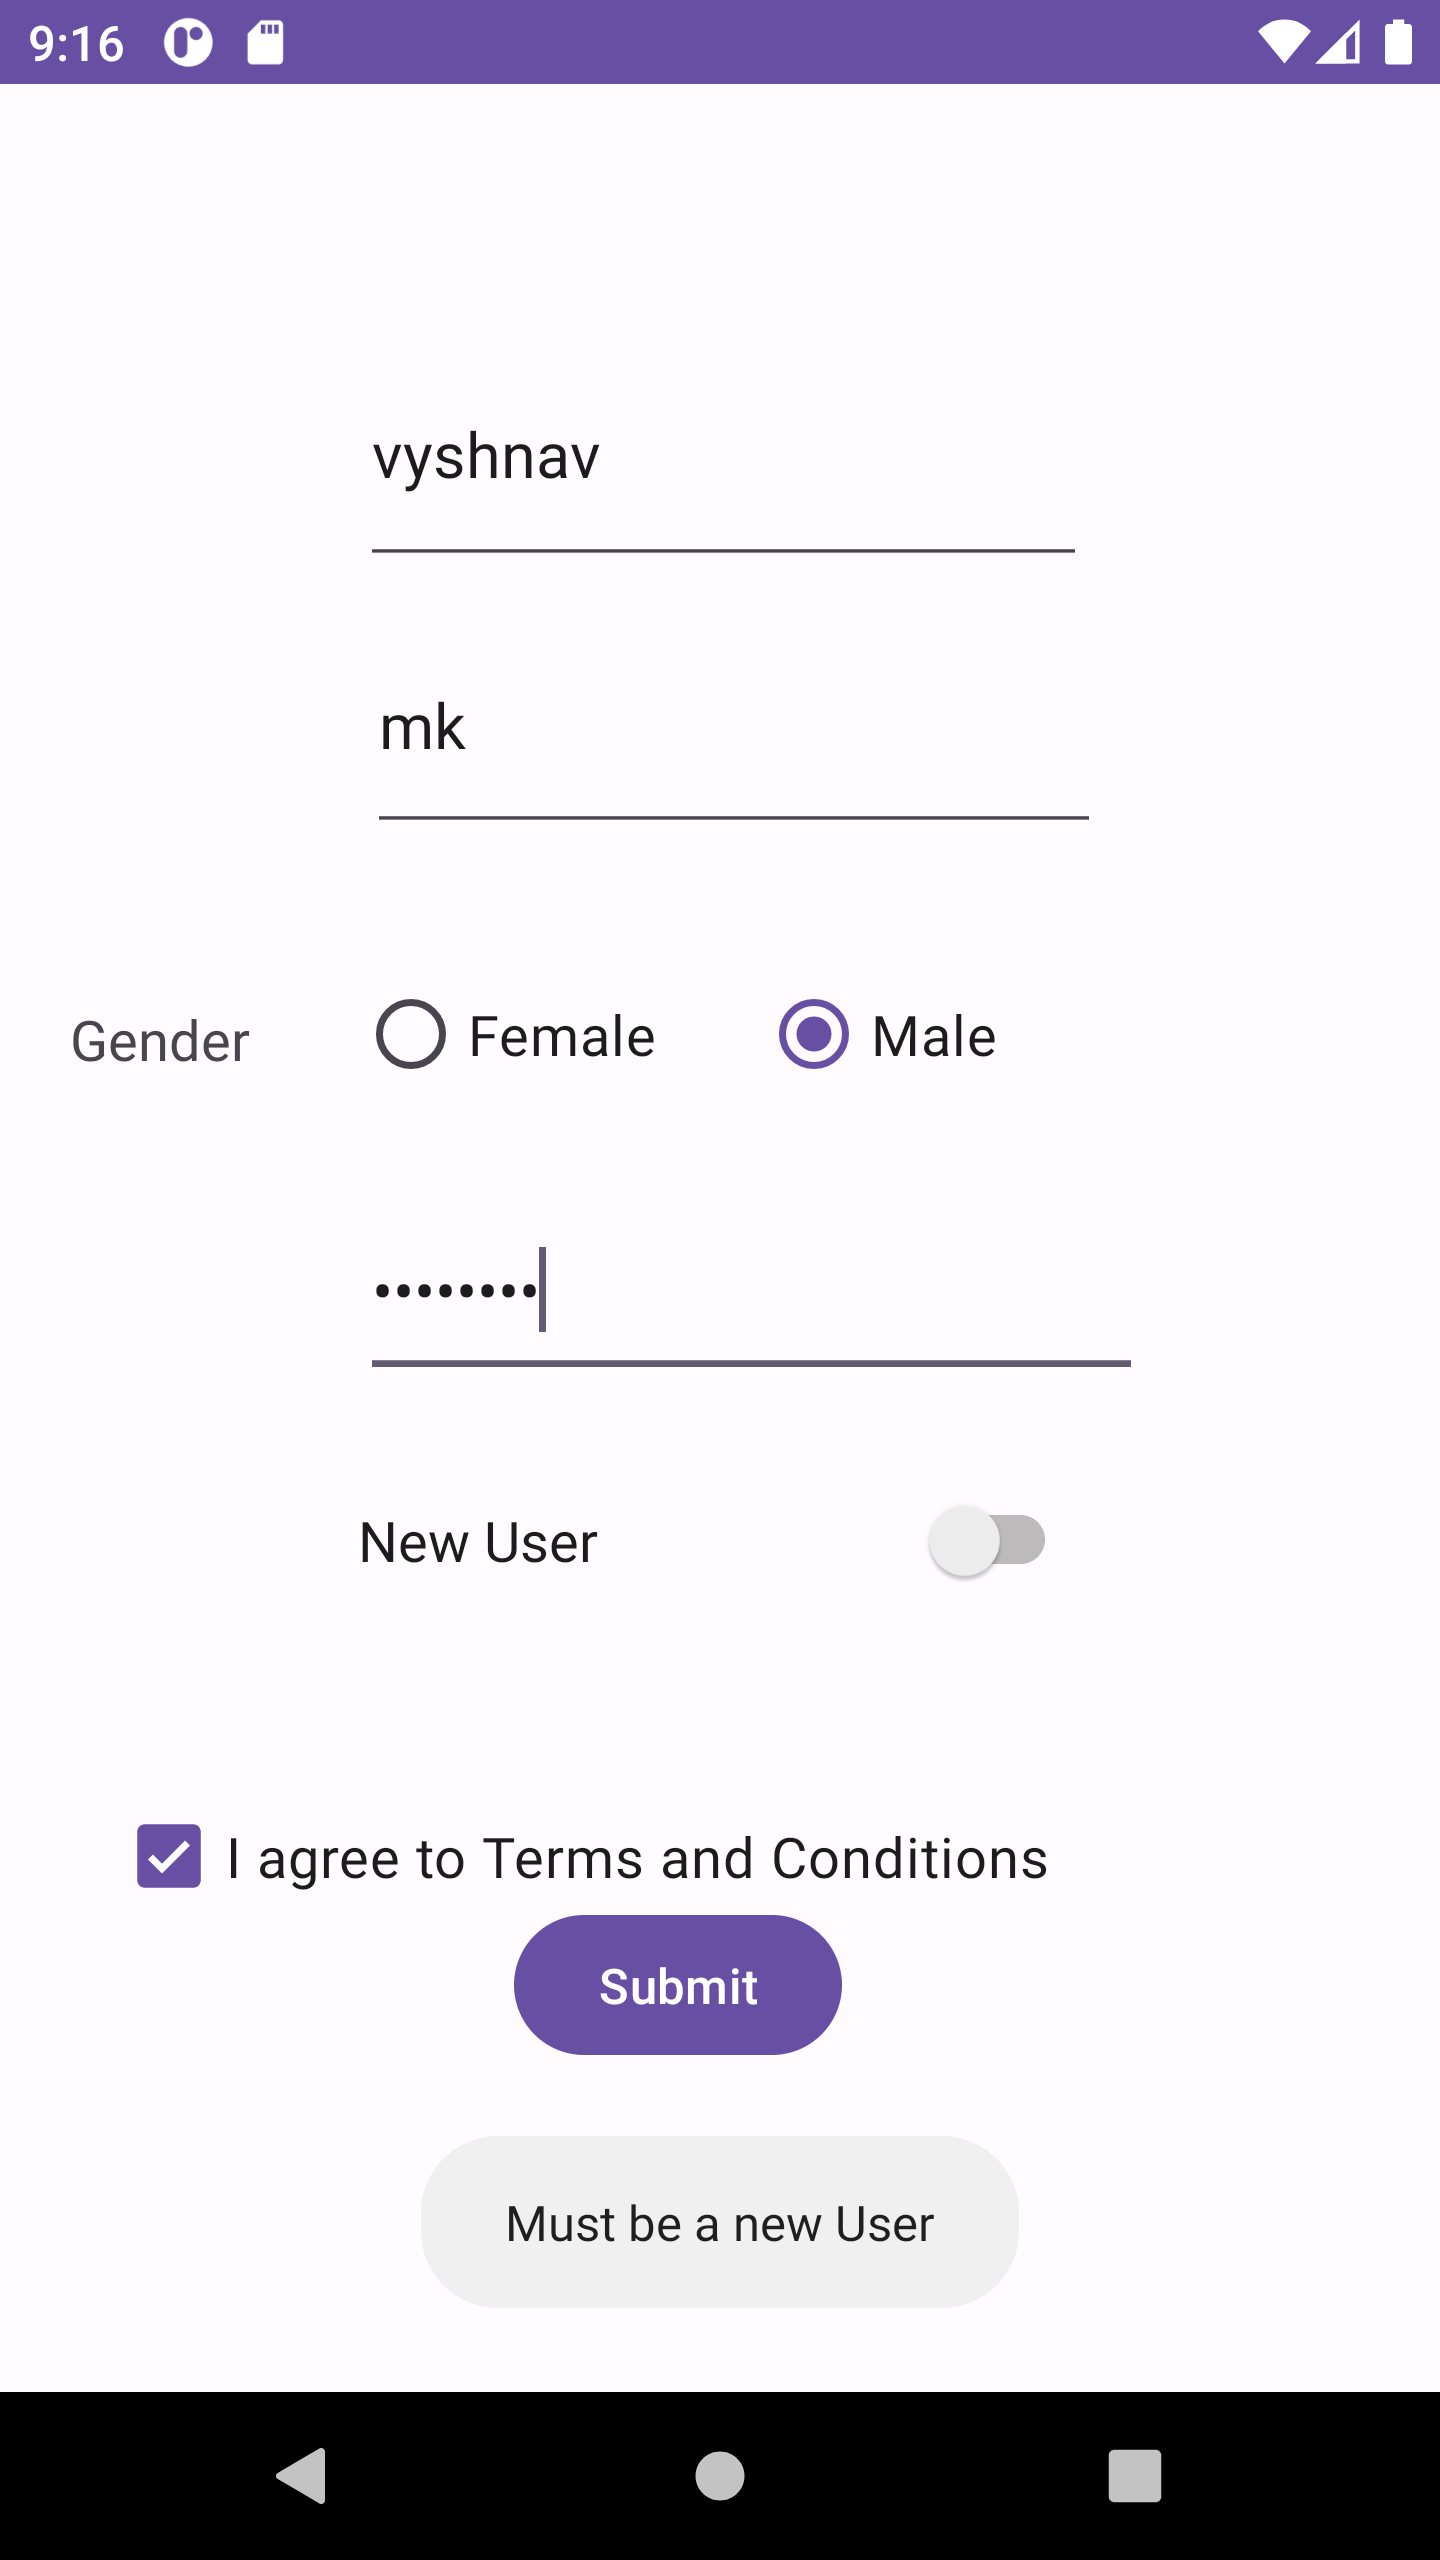 9:16
vyshnav
mk
Gender Female Male
••••••••
New User
I agree to Terms and Conditions
Submit
Must be a new User